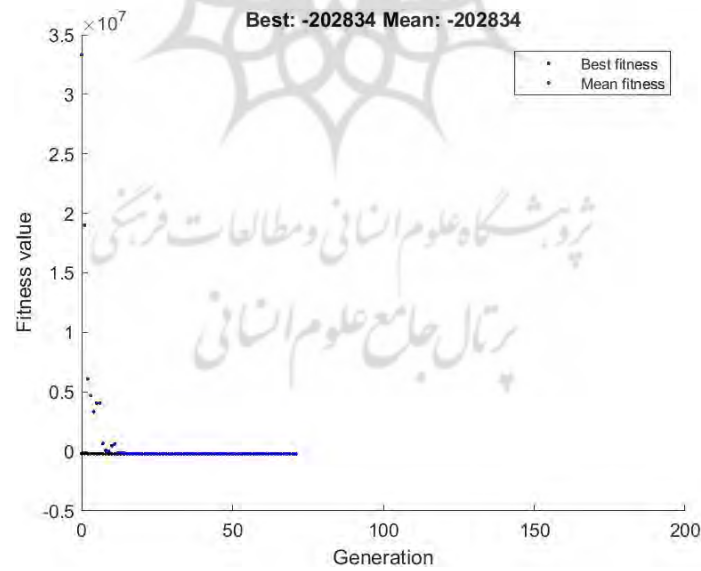 ×10^7
Best: -202834 Mean: -202834
3.5
3
2.5
2
1.5
1
0.5
0
-0.5
Fitness value
Best fitness
Mean fitness
پژوهشگاه علوم انسانی و مطالعات فرهنگی
پرتال جامع علوم انسانی
0 50 100 150 200
Generation